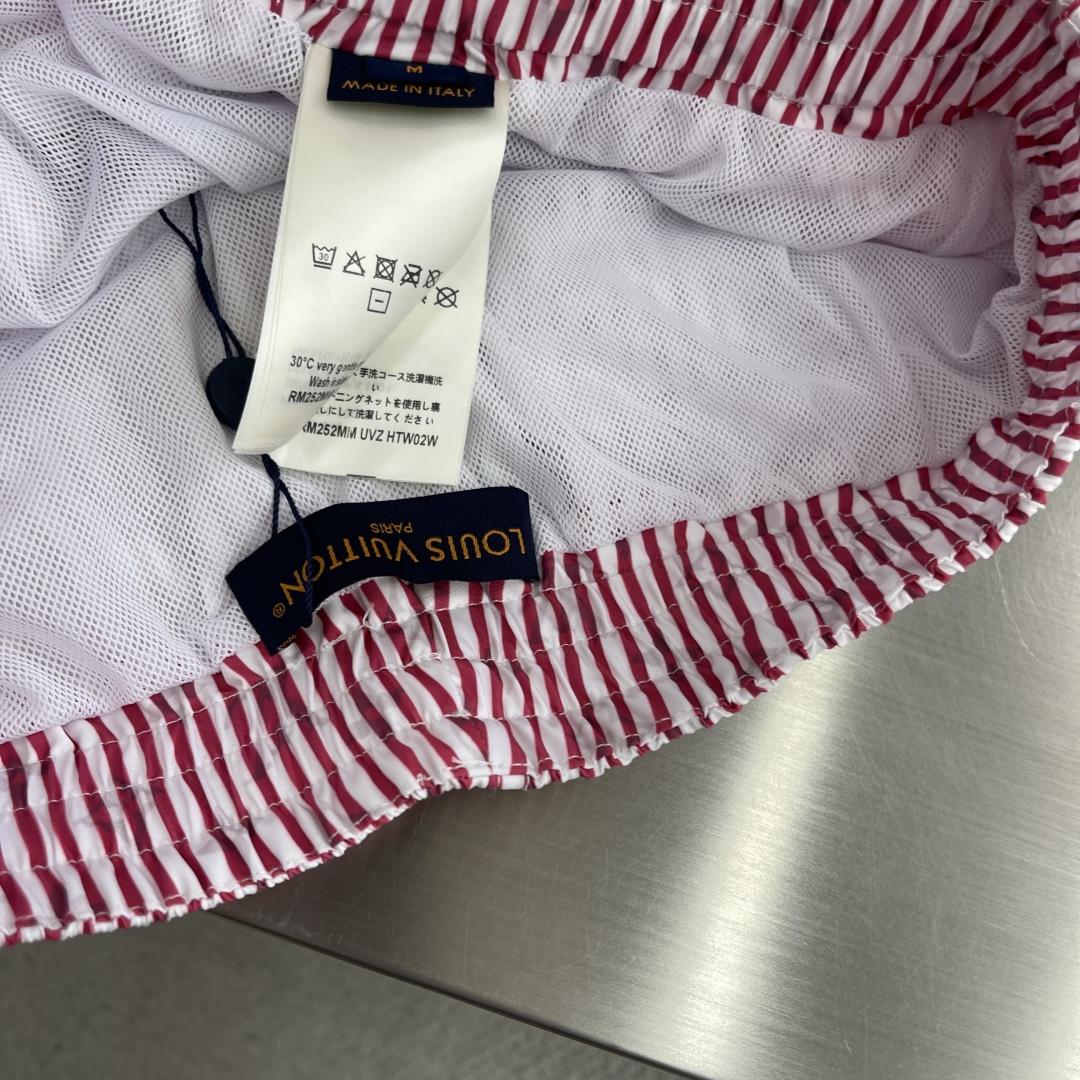 M
MADE IN ITALY
30
30°C very
手洗コース洗濯機洗
い
Wash
RM252M
ニングネットを使用し裏
しにして洗濯してください
RM252MM UVZ HTW02W
LOUIS VUITTON®
PARIS